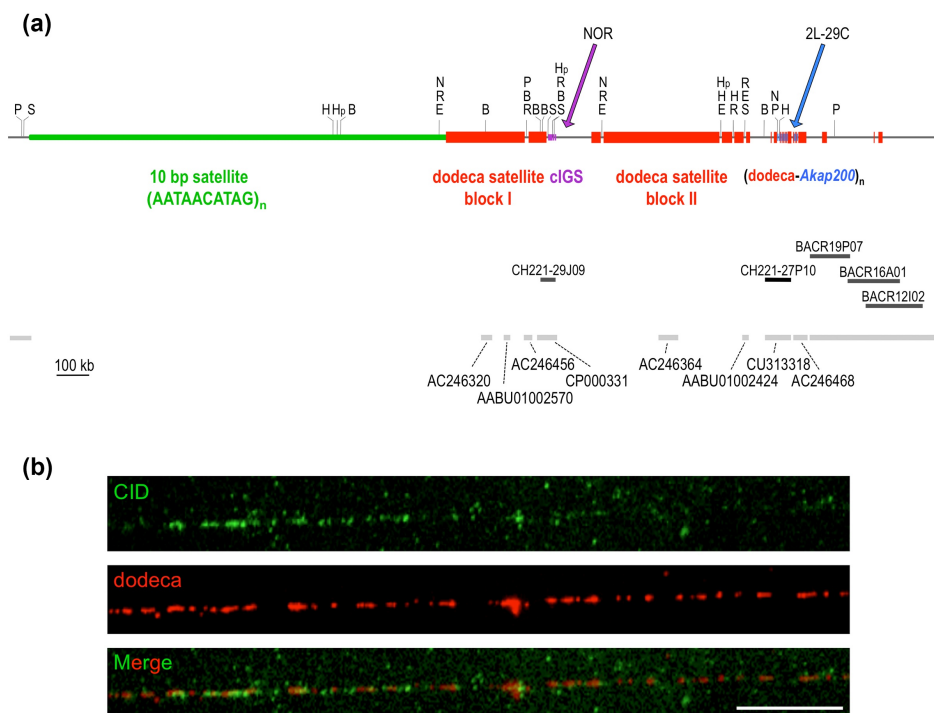 (a)
NOR
2L-29C
P S
H Hp B
N R E
B
P B R
B B S S
Hp R B S
N R E
Hp H E
H R
R E S
B
N P H
P
10 bp satellite
(AATAACATAG)n
dodeca satellite
block I
cIGS
dodeca satellite
block II
(dodeca-Akap200)n
CH221-29J09
CH221-27P10
BACR19P07
BACR16A01
BACR12I02
100 kb
AC246320
AABU01002570
AC246456
CP000331
AC246364
AABU01002424
CU313318
AC246468
(b)
CID
dodeca
Merge